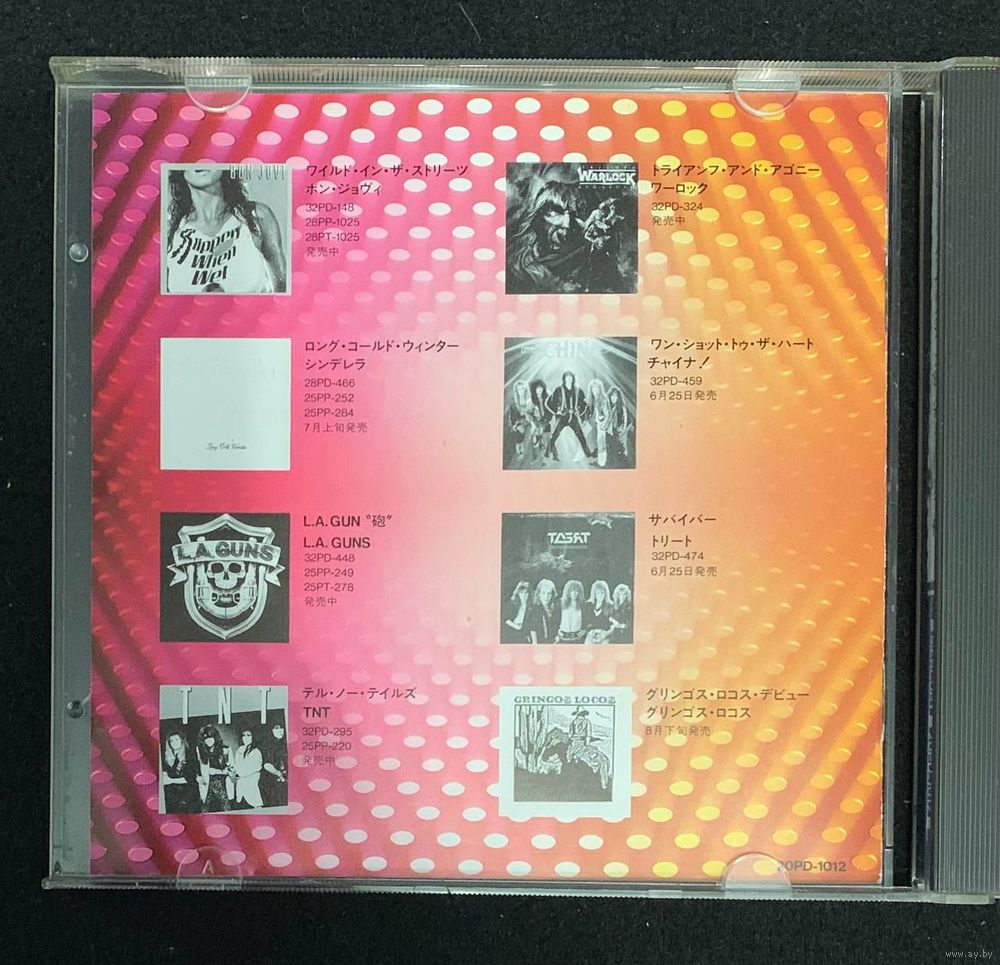 BON JOVI
Slippery
When
Wet
ワイルド・イン・ザ・ストリーツ
ボン・ジョヴィ
32PD-148
28PP-1025
28PT-1025
発売中
WARLOCK
トライアンフ・アンド・アゴニー
ワーロック
32PD-324
発売中
Long Cold Winter
ロング・コールド・ウィンター
シンデレラ
28PD-466
25PP-252
25PP-284
7月上旬発売
CHINA
ワン・ショット・トゥ・ザ・ハート
チャイナ!
32PD-459
6月25日発売
L.A. GUNS
L.A. GUN〝砲〟
L.A. GUNS
32PD-448
25PP-249
25PT-278
発売中
TREAT
サバイバー
トリート
32PD-474
6月25日発売
TNT
テル・ノー・テイルズ
TNT
32PD-295
25PP-220
発売中
GRINGOS LOCOS
グリンゴス・ロコス・デビュー
グリンゴス・ロコス
8月下旬発売
20PD-1012
A
www.ay.by